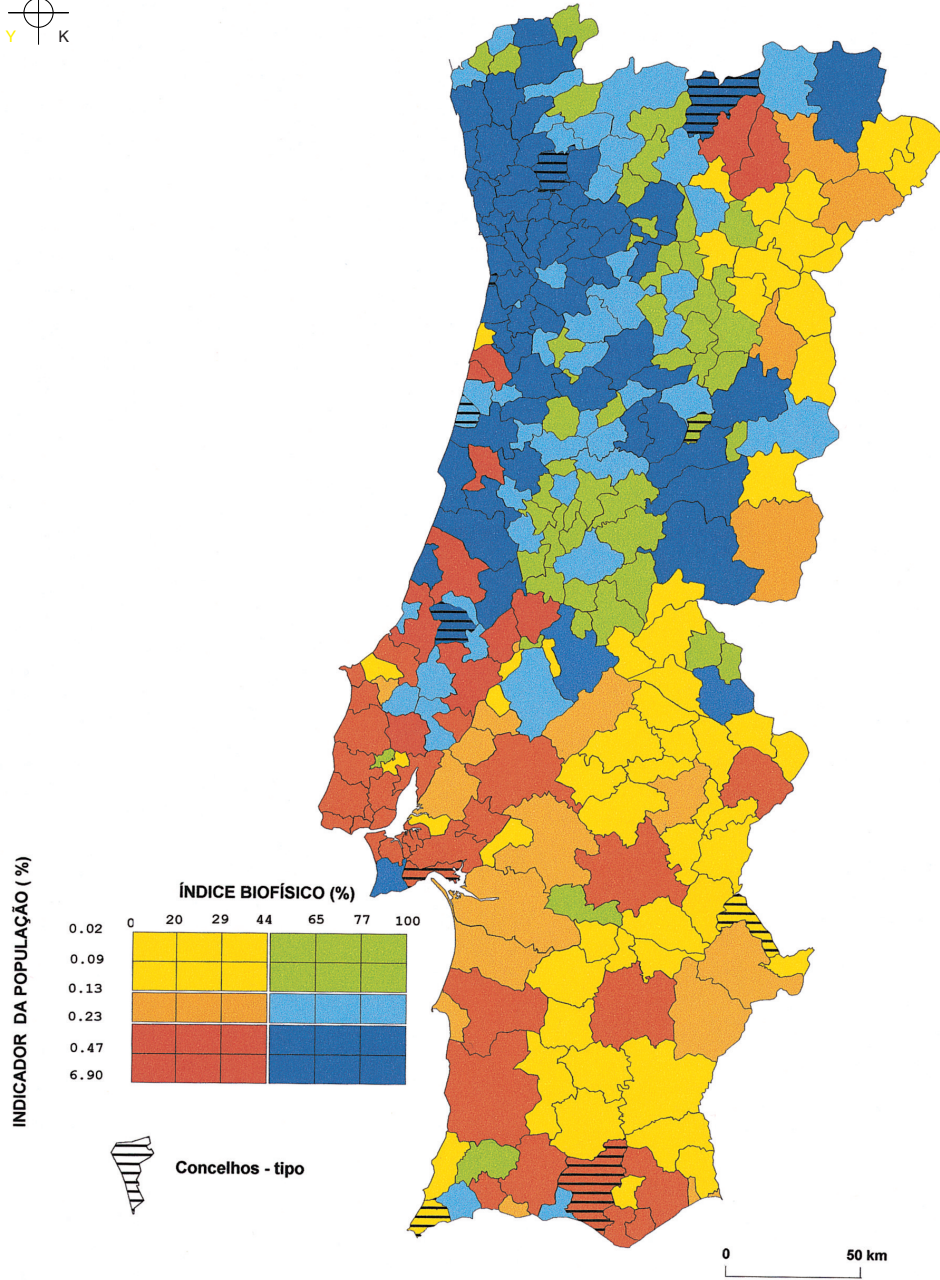 Y K
ÍNDICE BIOFÍSICO (%)
0 20 29 44 65 77 100
INDICADOR DA POPULAÇÃO ( %)
0.02
0.09
0.13
0.23
0.47
6.90
Concelhos - tipo
0 50 km